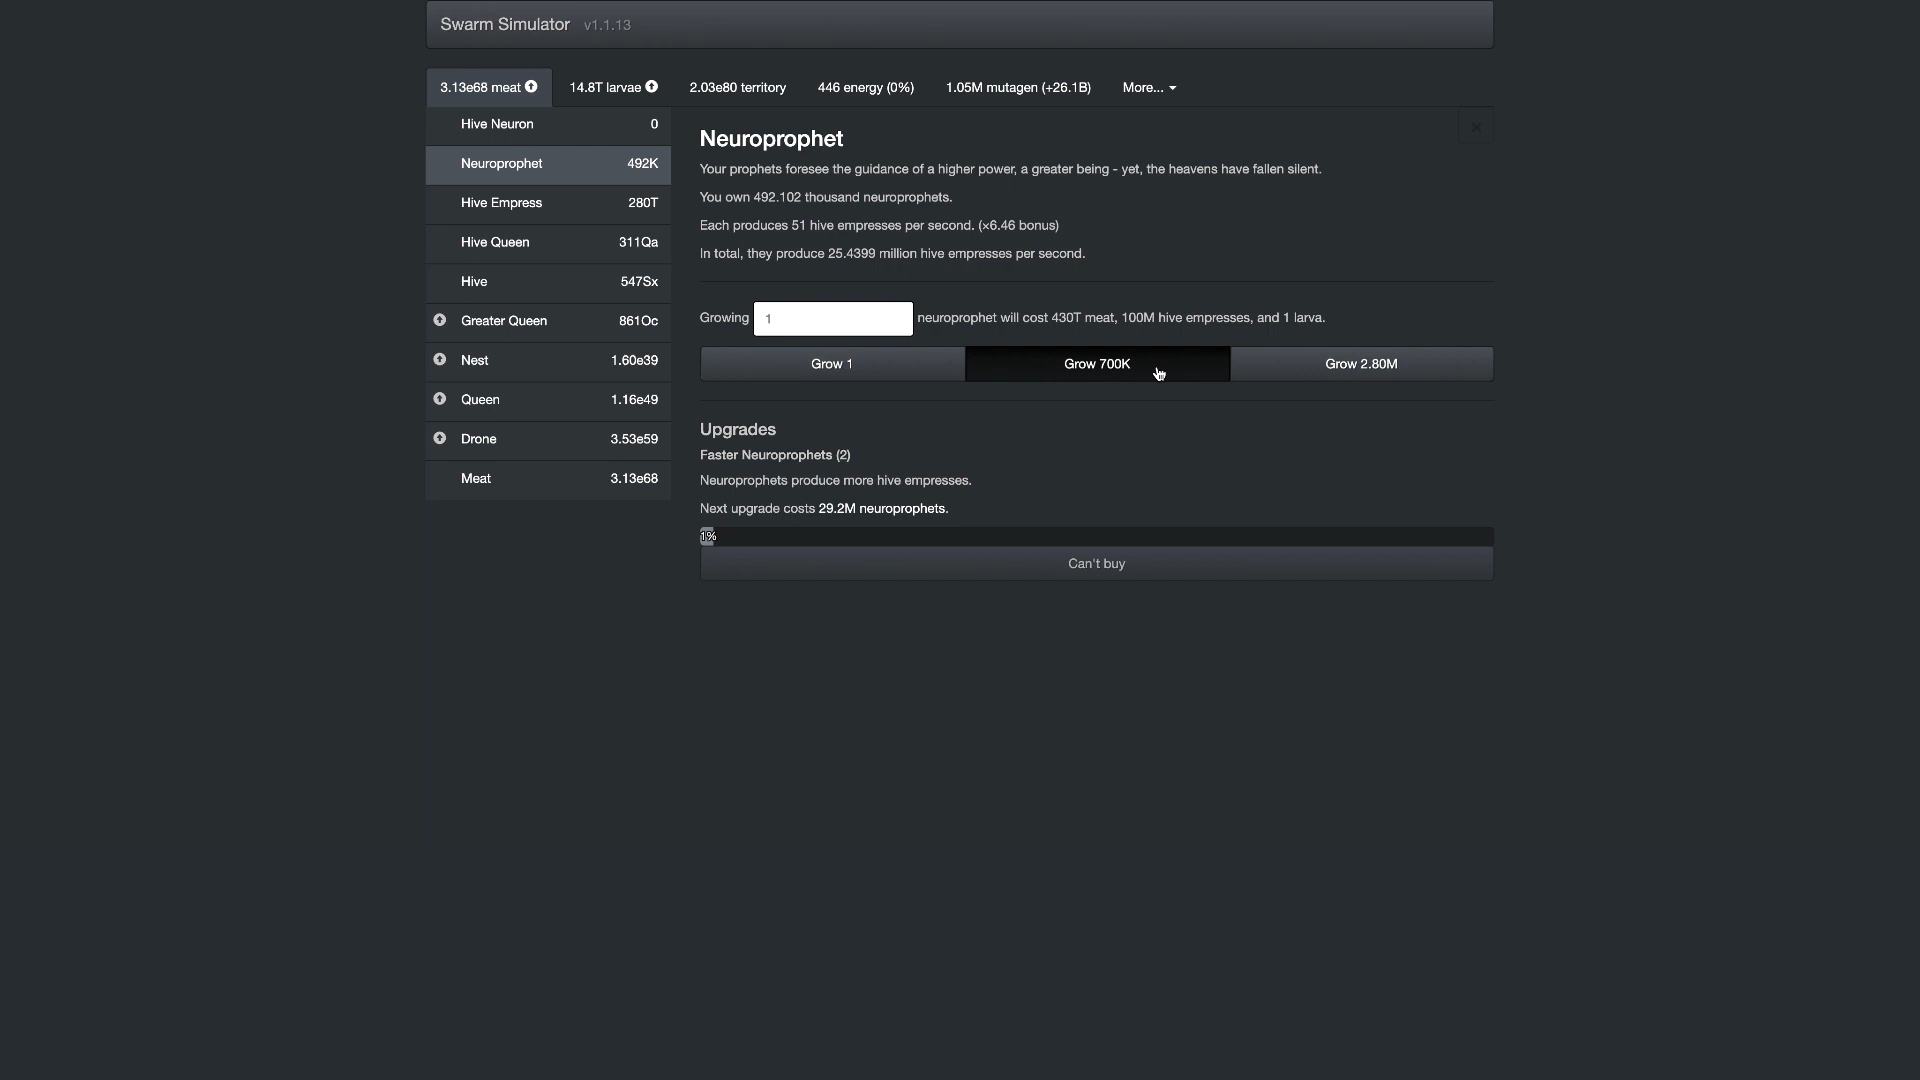 Swarm Simulator v1.1.13
3.13e68 meat 14.8T larvae 2.03e80 territory 446 energy (0%) 1.05M mutagen (+26.1B) More...
Hive Neuron 0
Neuroprophet 492K
Hive Empress 280T
Hive Queen 311Qa
Hive 547Sx
Greater Queen 861Oc
Nest 1.60e39
Queen 1.16e49
Drone 3.53e59
Meat 3.13e68
Neuroprophet
Your prophets foresee the guidance of a higher power, a greater being - yet, the heavens have fallen silent.
You own 492.102 thousand neuroprophets.
Each produces 51 hive empresses per second. (×6.46 bonus)
In total, they produce 25.4399 million hive empresses per second.
Growing 1 neuroprophet will cost 430T meat, 100M hive empresses, and 1 larva.
Grow 1 Grow 700K Grow 2.80M
Upgrades
Faster Neuroprophets (2)
Neuroprophets produce more hive empresses.
Next upgrade costs 29.2M neuroprophets.
1%
Can't buy